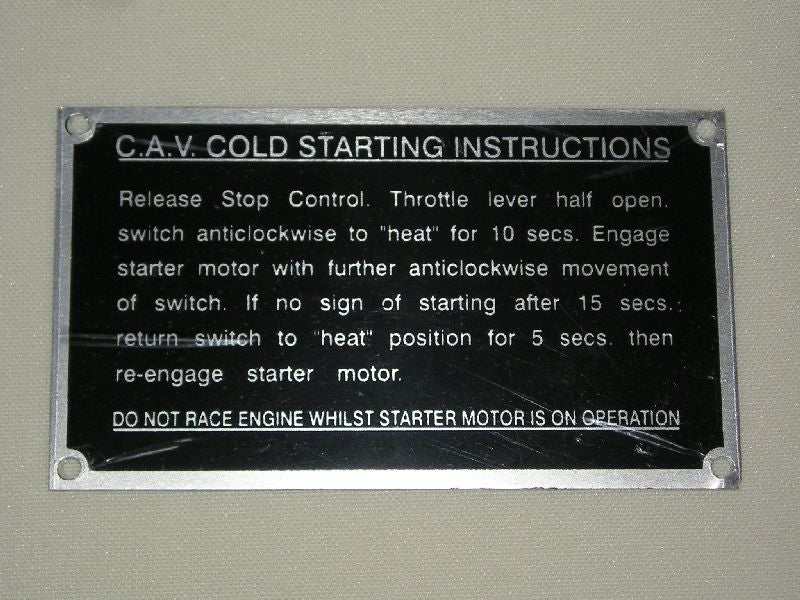 C.A.V. COLD STARTING INSTRUCTIONS
Release Stop Control. Throttle lever half open.
switch anticlockwise to "heat" for 10 secs. Engage
starter motor with further anticlockwise movement
of switch. If no sign of starting after 15 secs.
return switch to "heat" position for 5 secs. then
re-engage starter motor.
DO NOT RACE ENGINE WHILST STARTER MOTOR IS ON OPERATION